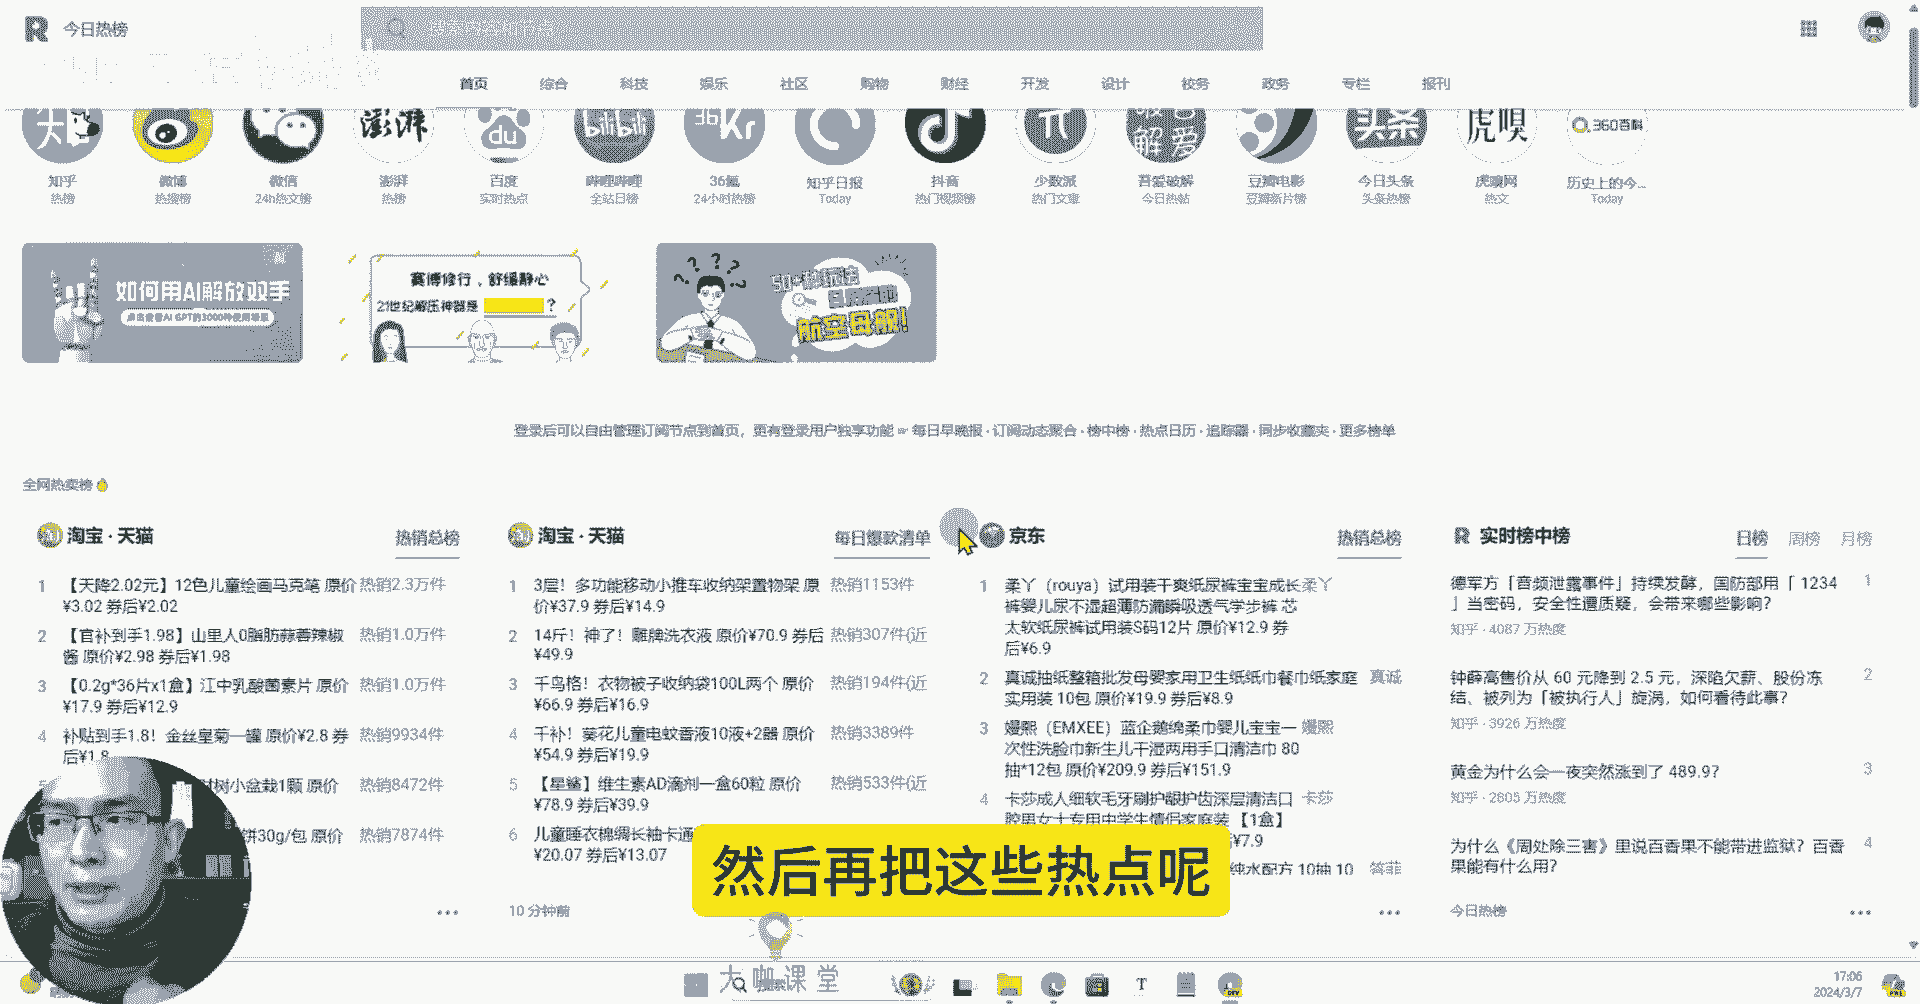 今日热榜
首页 综合 科技 娱乐 社区 购物 财经 开发 设计 校务 政务 专栏 报刊
澎湃 du bilibili 36Kr 头条 虎嗅 360百科
知乎 微博 微信 澎湃 百度 哔哩哔哩 36氪 知乎日报 抖音 少数派 吾爱破解 豆瓣电影 今日头条 虎嗅网 历史上的今...
热榜 热搜榜 24h热文榜 热榜 实时热点 全站日榜 24小时热榜 Today 热门视频榜 热门文章 今日热帖 豆瓣新片榜 头条热榜 热文 Today
如何用AI解放双手
赛博修行，舒缓静心
21世纪解压神器是 ？
航空母舰!
登录后可以自由管理订阅节点到首页，更有登录用户独享功能 每日早晚报 · 订阅动态聚合 · 榜中榜 · 热点日历 · 追踪器 · 同步收藏夹 · 更多榜单
全网热卖榜
淘宝 · 天猫 热销总榜
1 【天降2.02元】12色儿童绘画马克笔 原价 热销2.3万件
¥3.02 券后¥2.02
2 【官补到手1.98】山里人0脂肪蒜蓉辣椒 热销1.0万件
酱 原价¥2.98 券后¥1.98
3 【0.2g*36片x1盒】江中乳酸菌素片 原价 热销1.0万件
¥17.9 券后¥12.9
4 补贴到手1.8！金丝皇菊一罐 原价¥2.8 券 热销9934件
后¥1.8
树小盆栽1颗 原价 热销8472件
饼30g/包 原价 热销7874件
淘宝 · 天猫 每日爆款清单
1 3层！多功能移动小推车收纳架置物架 原 热销1153件
价¥37.9 券后¥14.9
2 14斤！神了！雕牌洗衣液 原价¥70.9 券后 热销307件(近
¥49.9
3 千鸟格！衣物被子收纳袋100L两个 原价 热销194件(近
¥66.9 券后¥16.9
4 千补！葵花儿童电蚊香液10液+2器 原价 热销3389件
¥54.9 券后¥19.9
5 【星鲨】维生素AD滴剂一盒60粒 原价 热销533件(近
¥78.9 券后¥39.9
6 儿童睡衣棉绸长袖卡通
¥20.07 券后¥13.07
10 分钟前
京东 热销总榜
1 柔丫（rouya）试用装干爽纸尿裤宝宝成长 柔丫
裤婴儿尿不湿超薄防漏瞬吸透气学步裤 芯
太软纸尿裤试用装S码12片 原价¥12.9 券
后¥6.9
2 真诚抽纸整箱批发母婴家用卫生纸纸巾餐巾纸家庭 真诚
实用装 10包 原价¥19.9 券后¥8.9
3 嫚熙（EMXEE）蓝企鹅绵柔巾婴儿宝宝一 嫚熙
次性洗脸巾新生儿干湿两用手口清洁巾 80
抽*12包 原价¥209.9 券后¥151.9
4 卡莎成人细软毛牙刷护龈护齿深层清洁口 卡莎
腔男女士专用中学生情侣家庭装 【1盒】
¥7.9
纯水配方 10抽 10
实时榜中榜 日榜 周榜 月榜
德军方「音频泄露事件」持续发酵，国防部用「 1234 1
」当密码，安全性遭质疑，会带来哪些影响？
知乎 · 4087 万热度
钟薛高售价从 60 元降到 2.5 元，深陷欠薪、股份冻 2
结、被列为「被执行人」旋涡，如何看待此事？
知乎 · 3926 万热度
黄金为什么会一夜突然涨到了 489.9？ 3
知乎 · 2805 万热度
为什么《周处除三害》里说百香果不能带进监狱？百香 4
果能有什么用？
今日热榜
然后再把这些热点呢
大咖课堂
17:06
2024/3/7